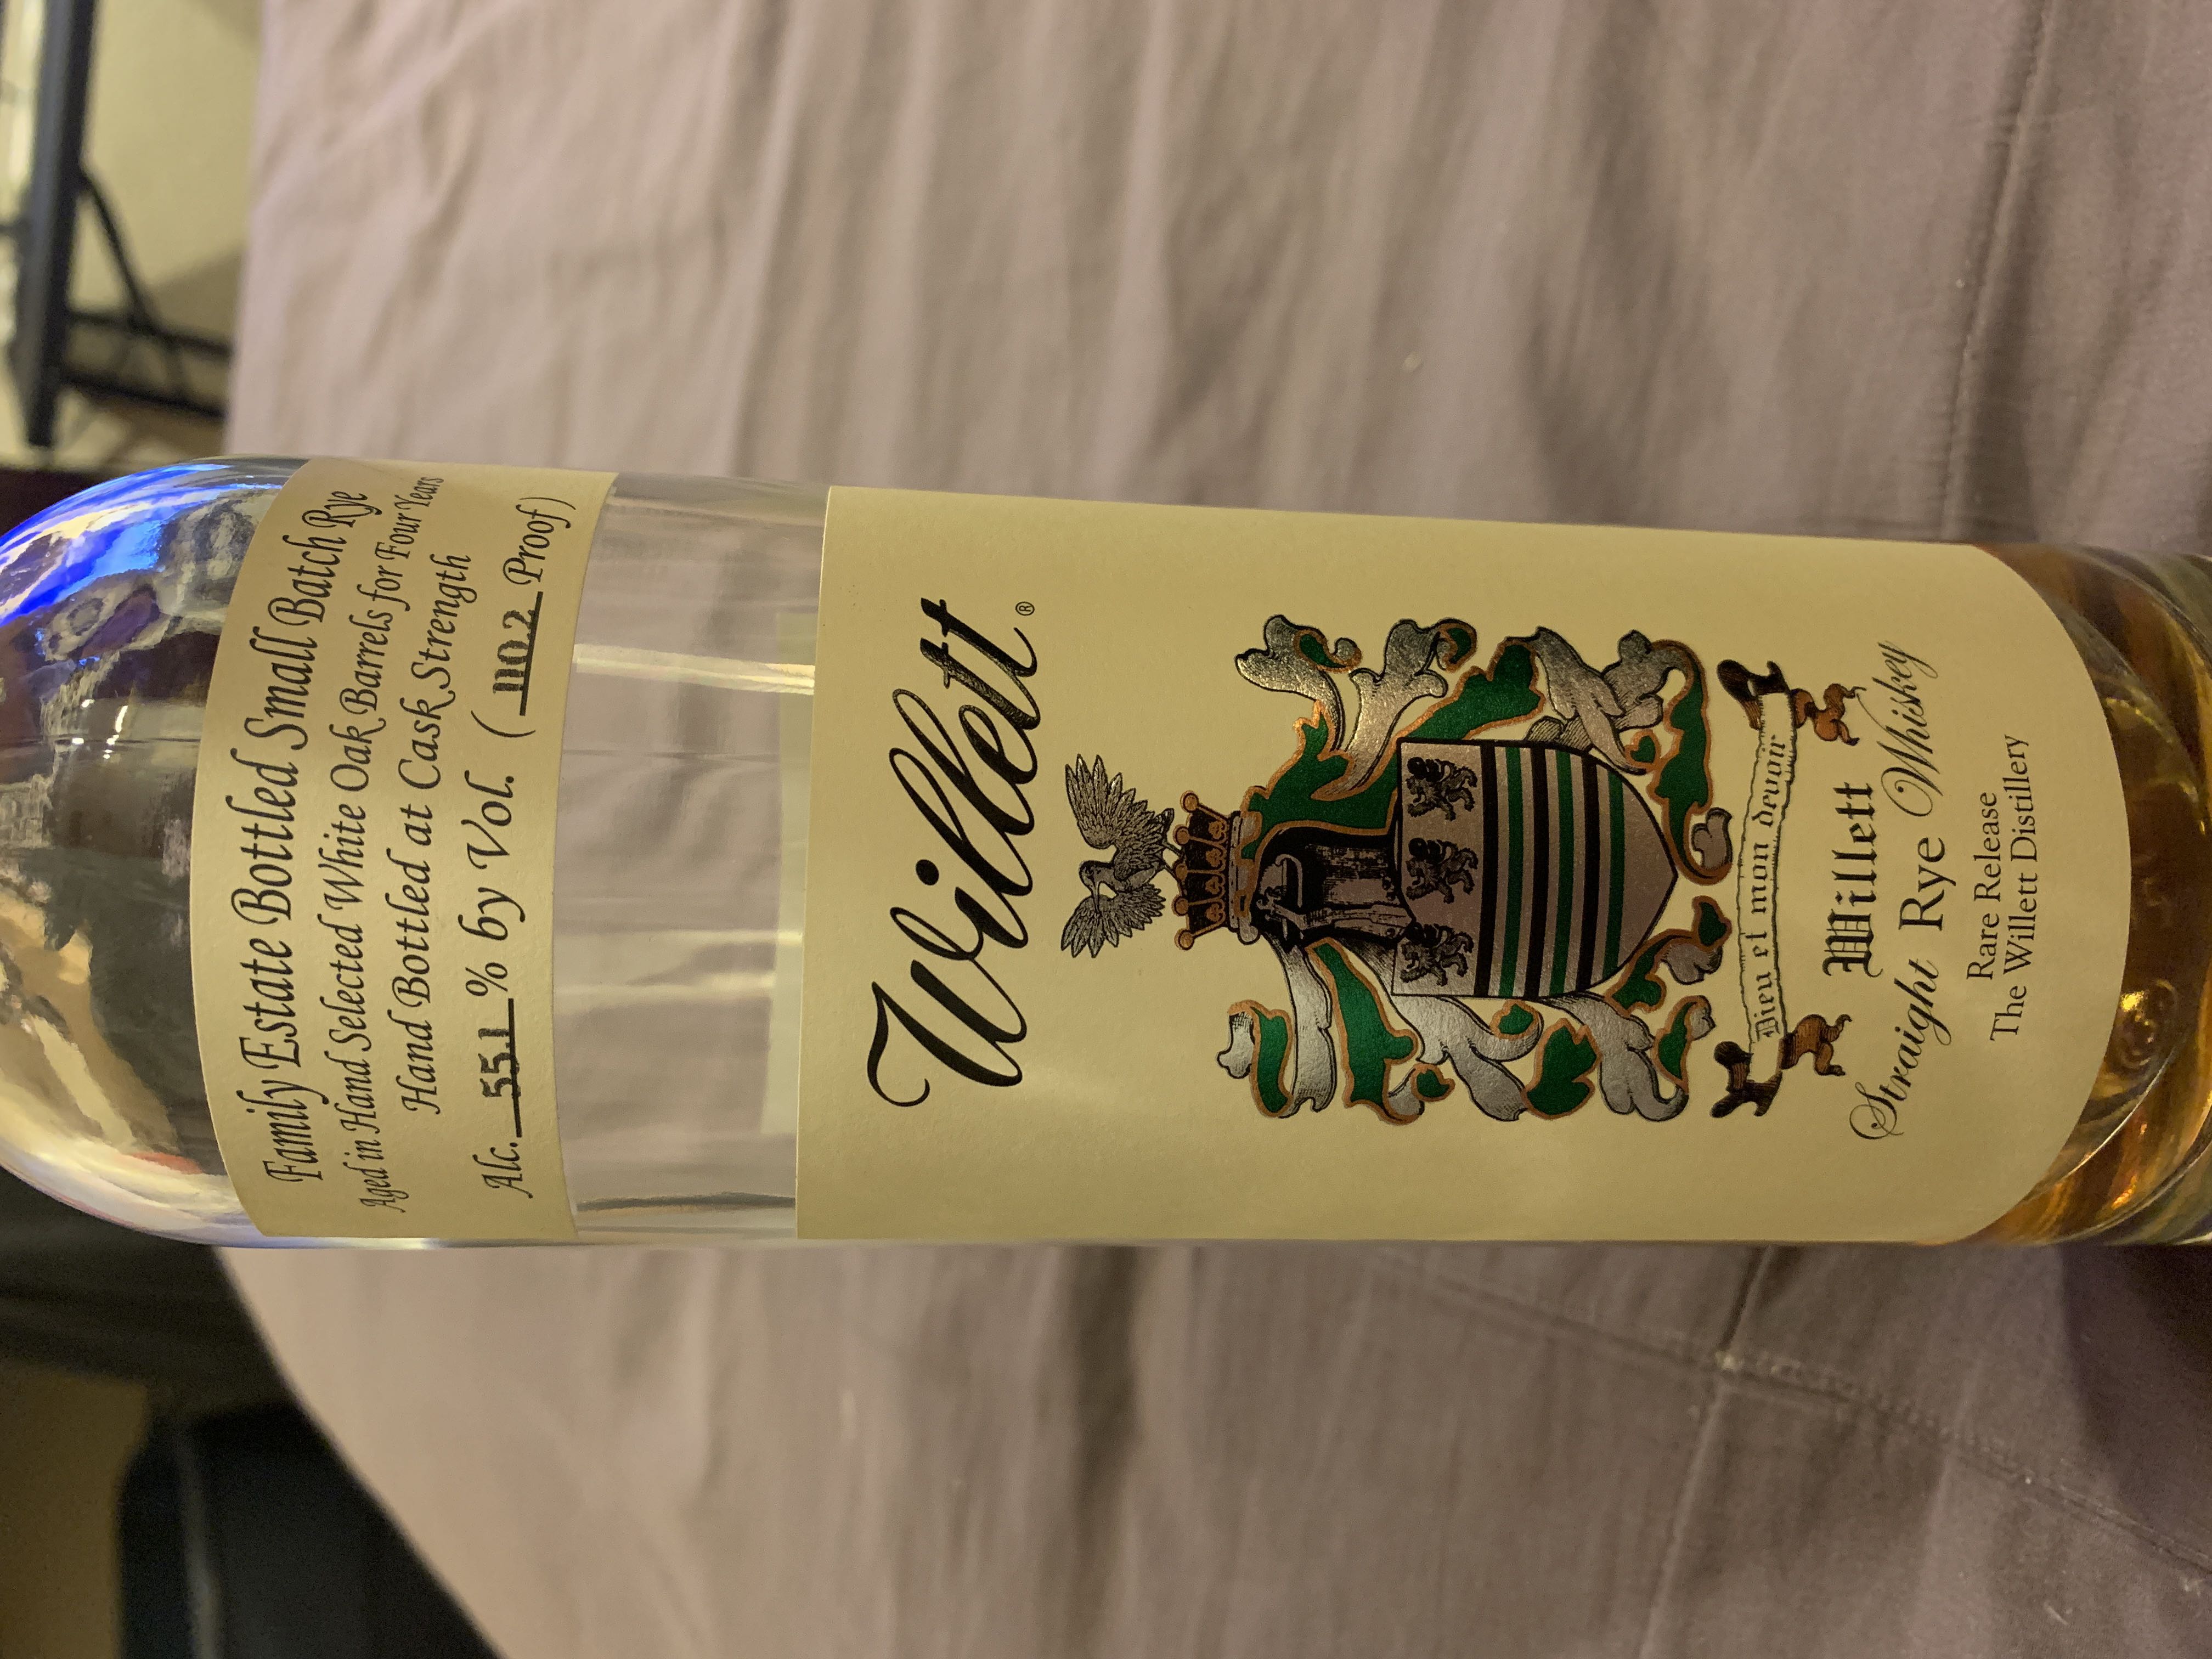 Family Estate Bottled Small Batch Rye
Aged in Hand Selected White Oak Barrels for Four Years
Hand Bottled at Cask Strength
Alc. 55.1 % by Vol. ( 110.2 Proof)
Willett®
Dieu et mon devoir
Willett
Straight Rye Whiskey
Rare Release
The Willett Distillery